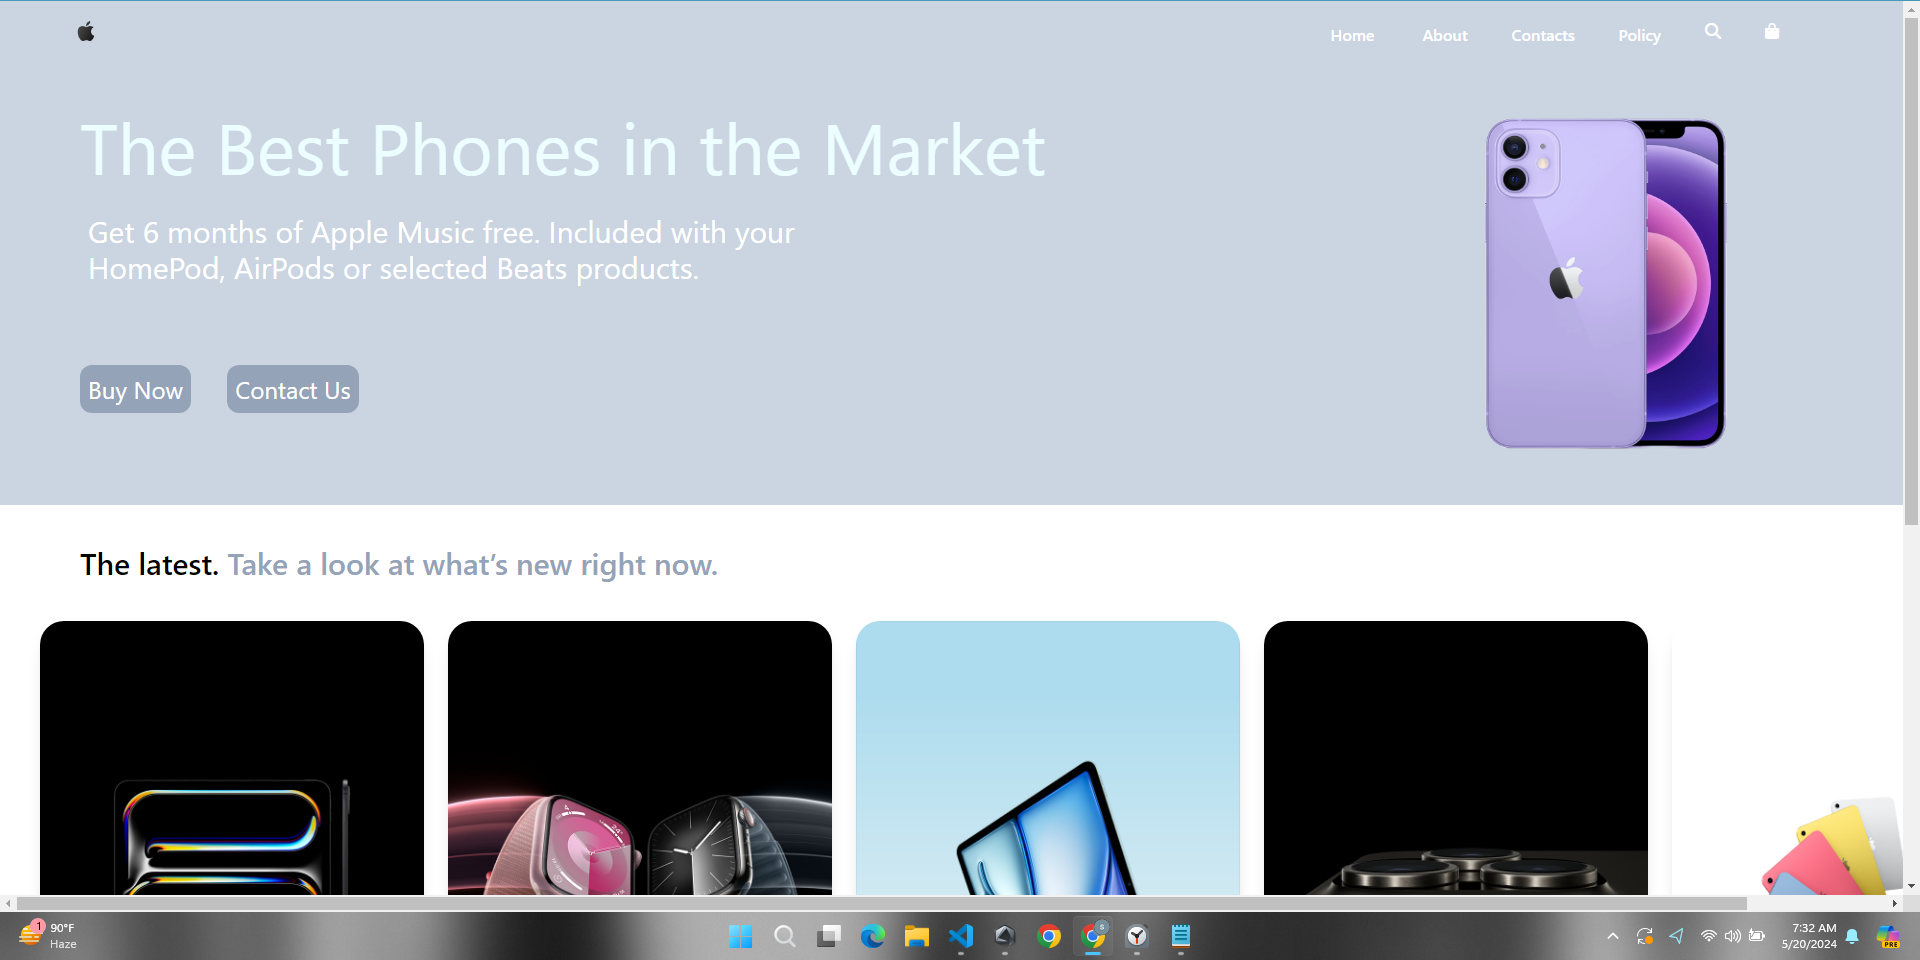 Home About Contacts Policy
The Best Phones in the Market
Get 6 months of Apple Music free. Included with your
HomePod, AirPods or selected Beats products.
Buy Now Contact Us
The latest. Take a look at what’s new right now.
1
90°F
Haze
S
7:32 AM
5/20/2024
PRE